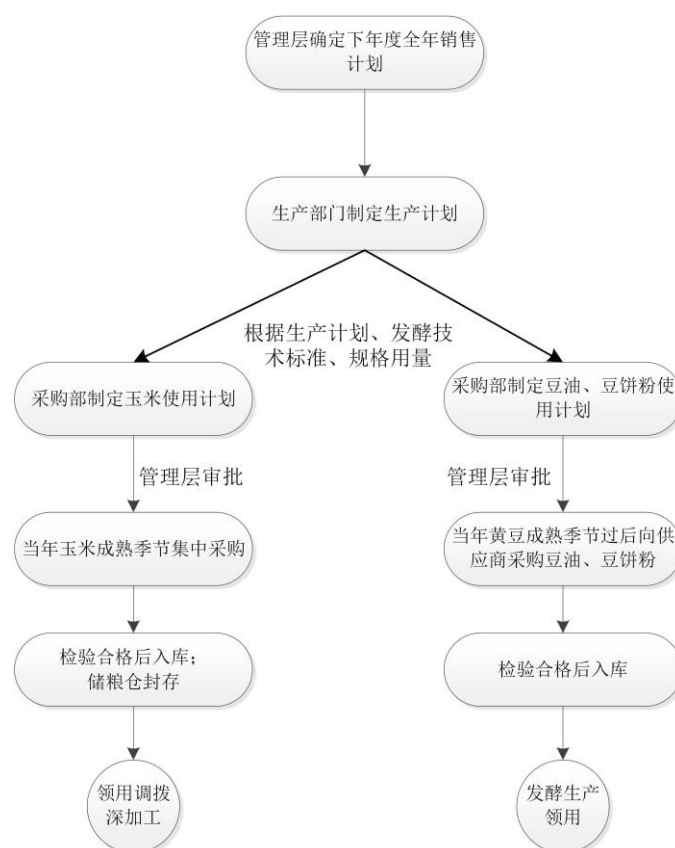 管理层确定下年度全年销售
计划
生产部门制定生产计划
根据生产计划、发酵技
术标准、规格用量
采购部制定玉米使用计划
采购部制定豆油、豆饼粉使
用计划
管理层审批
管理层审批
当年玉米成熟季节集中采购
当年黄豆成熟季节过后向供
应商采购豆油、豆饼粉
检验合格后入库；
储粮仓封存
检验合格后入库
领用调拨
深加工
发酵生产
领用